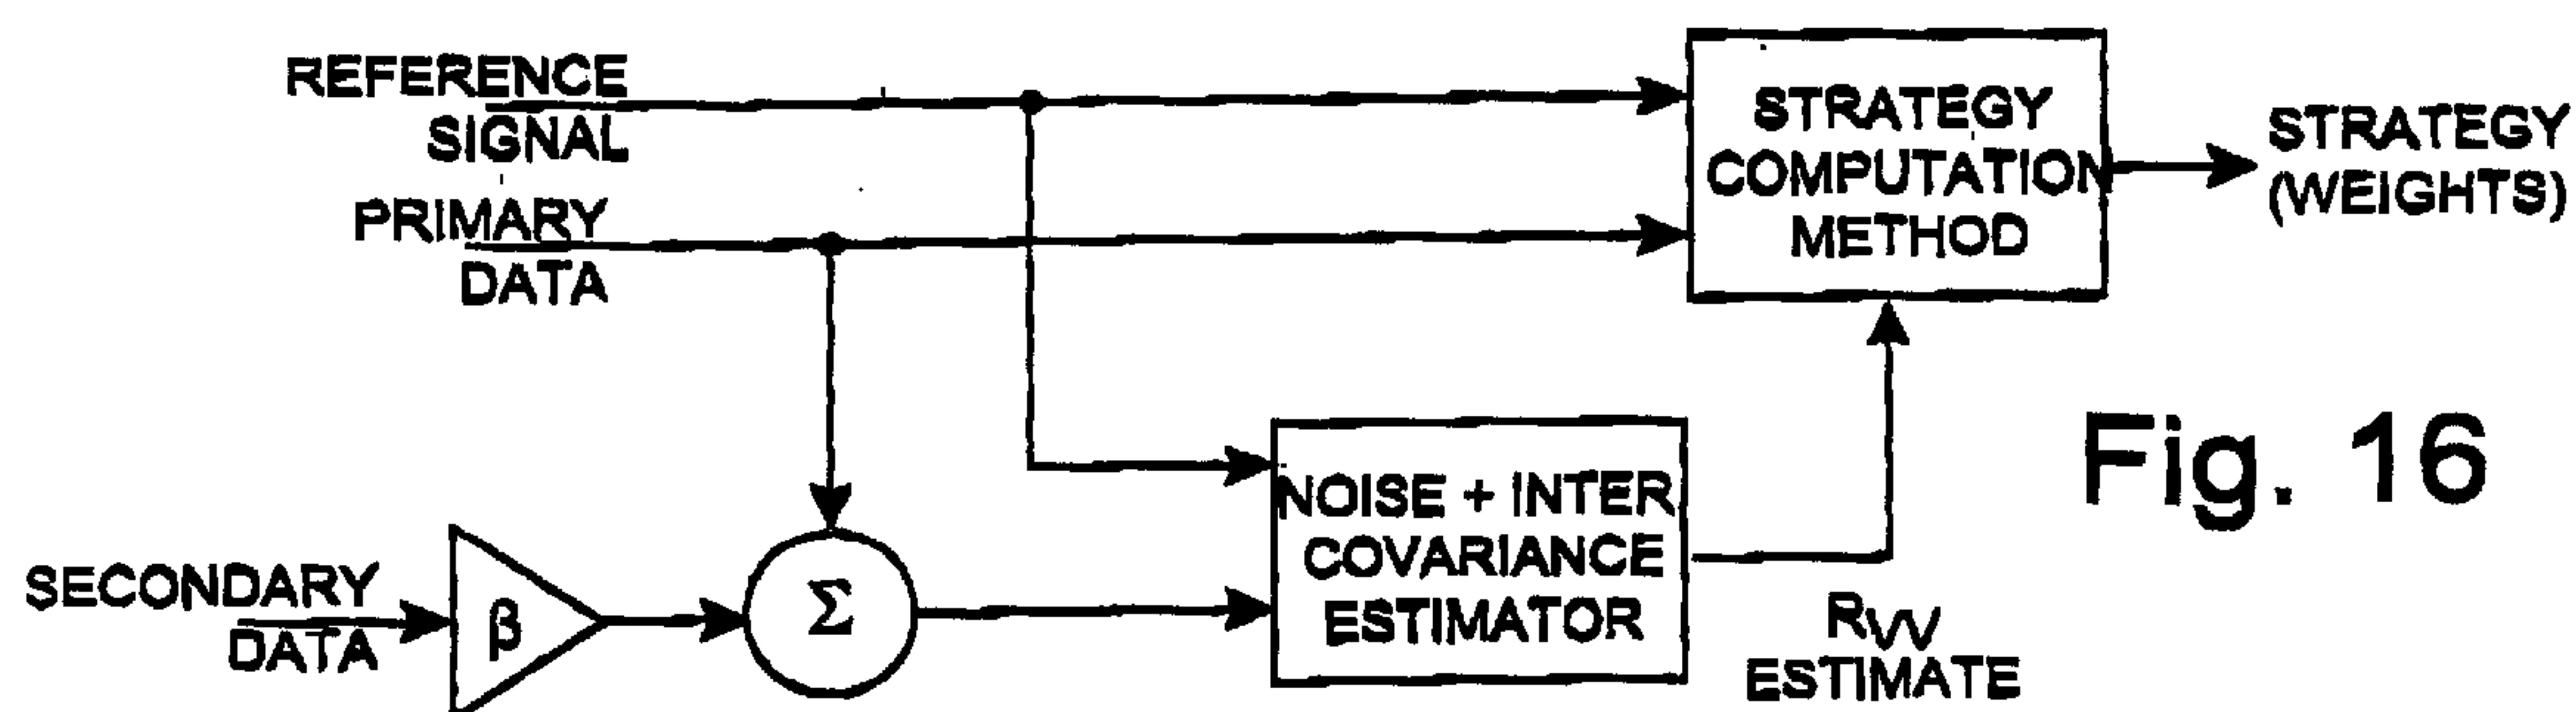 REFERENCE
SIGNAL
PRIMARY
DATA
STRATEGY
COMPUTATION
METHOD
STRATEGY
(WEIGHTS)
SECONDARY
DATA
β
Σ
NOISE + INTER
COVARIANCE
ESTIMATOR
RVV
ESTIMATE
Fig. 16